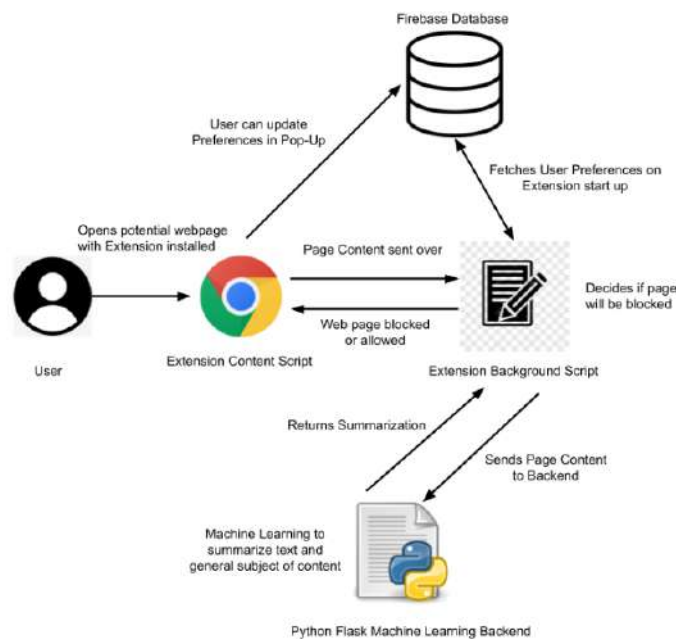 Firebase Database
User can update
Preferences in Pop-Up
Fetches User Preferences on
Extension start up
Opens potential webpage
with Extension installed
Page Content sent over
Decides if page
will be blocked
Web page blocked
or allowed
User
Extension Content Script
Extension Background Script
Returns Summarization
Sends Page Content
to Backend
Machine Learning to
summarize text and
general subject of content
Python Flask Machine Learning Backend